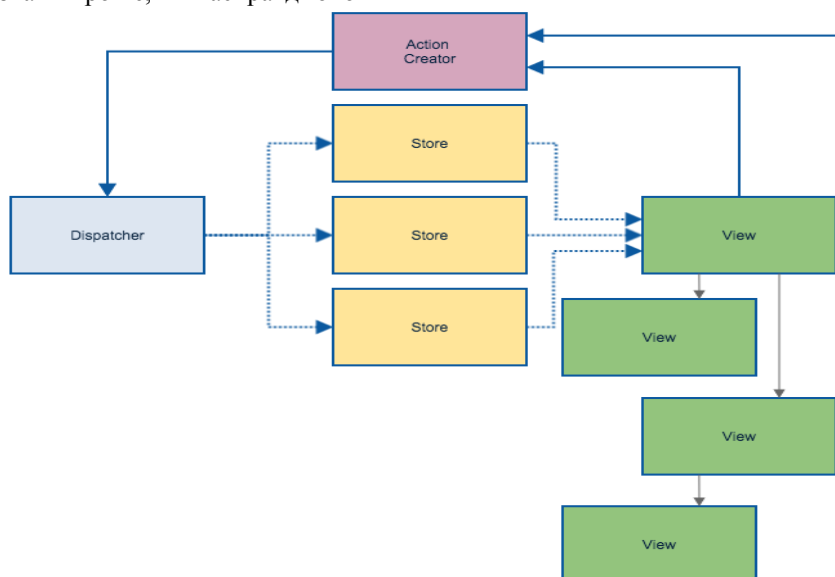 Action
Creator
Store
Store
Dispatcher
View
Store
View
View
View